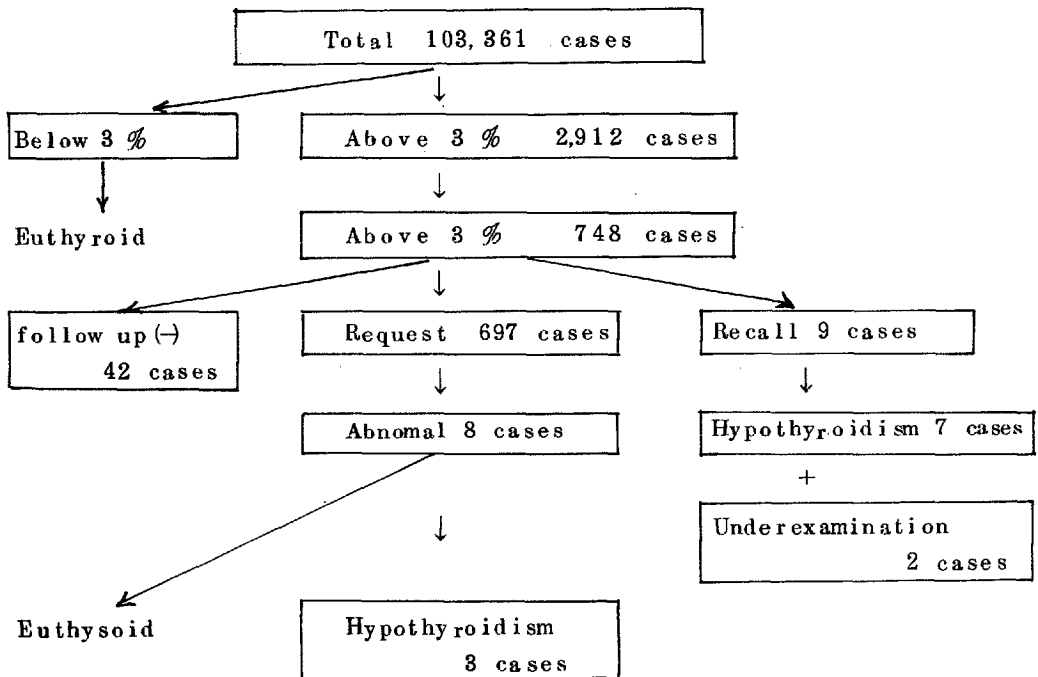 Total 103,361 cases
Below 3 %
Above 3 % 2,912 cases
Euthyroid
Above 3 % 748 cases
follow up (−)
42 cases
Request 697 cases
Recall 9 cases
Abnomal 8 cases
Hypothyroidism 7 cases
+
Underexamination
2 cases
Euthysoid
Hypothyroidism
3 cases